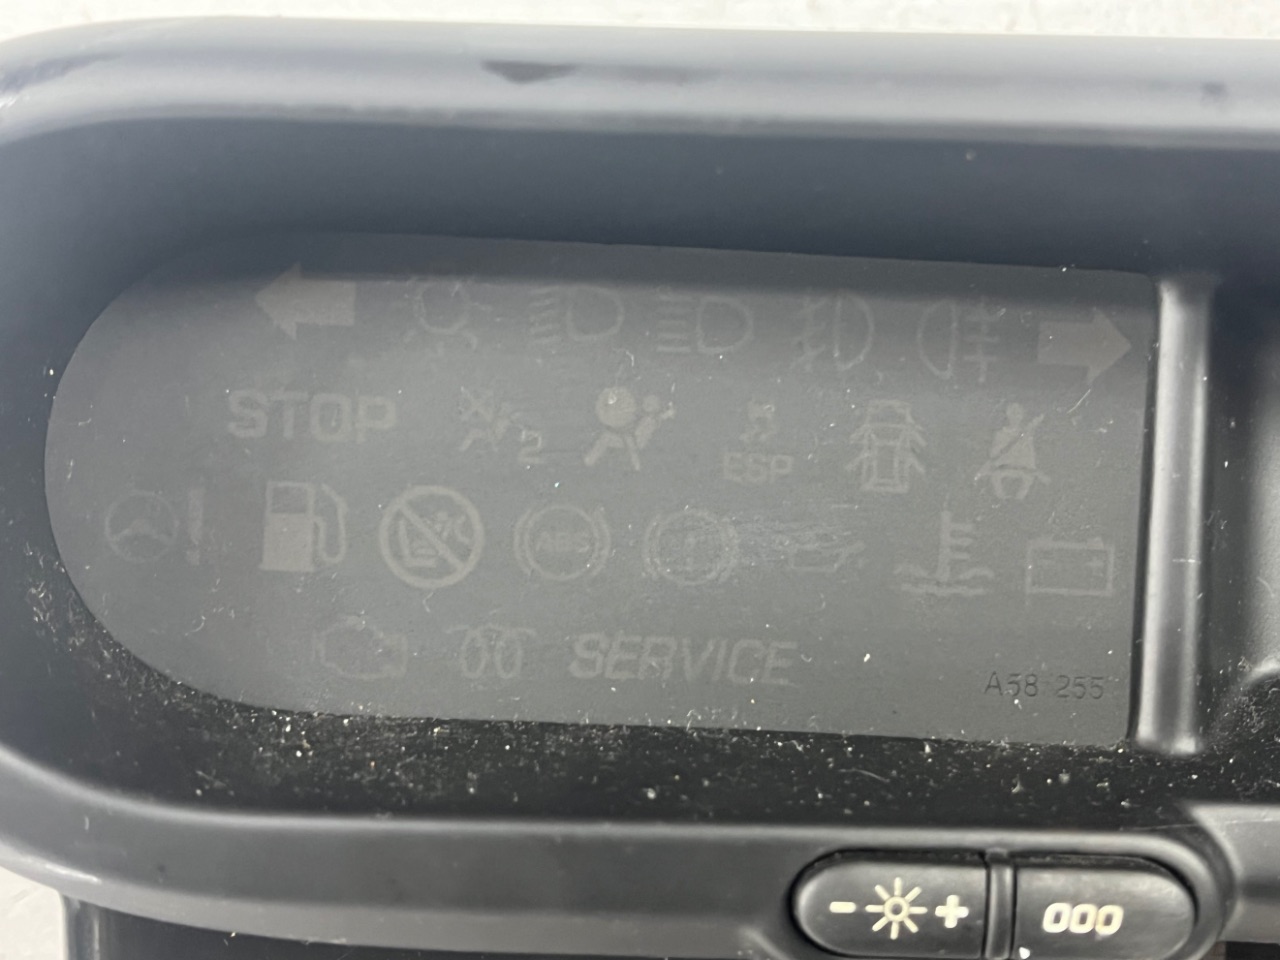 STOP
2
ESP
ABS
SERVICE
A58 255
- +
000